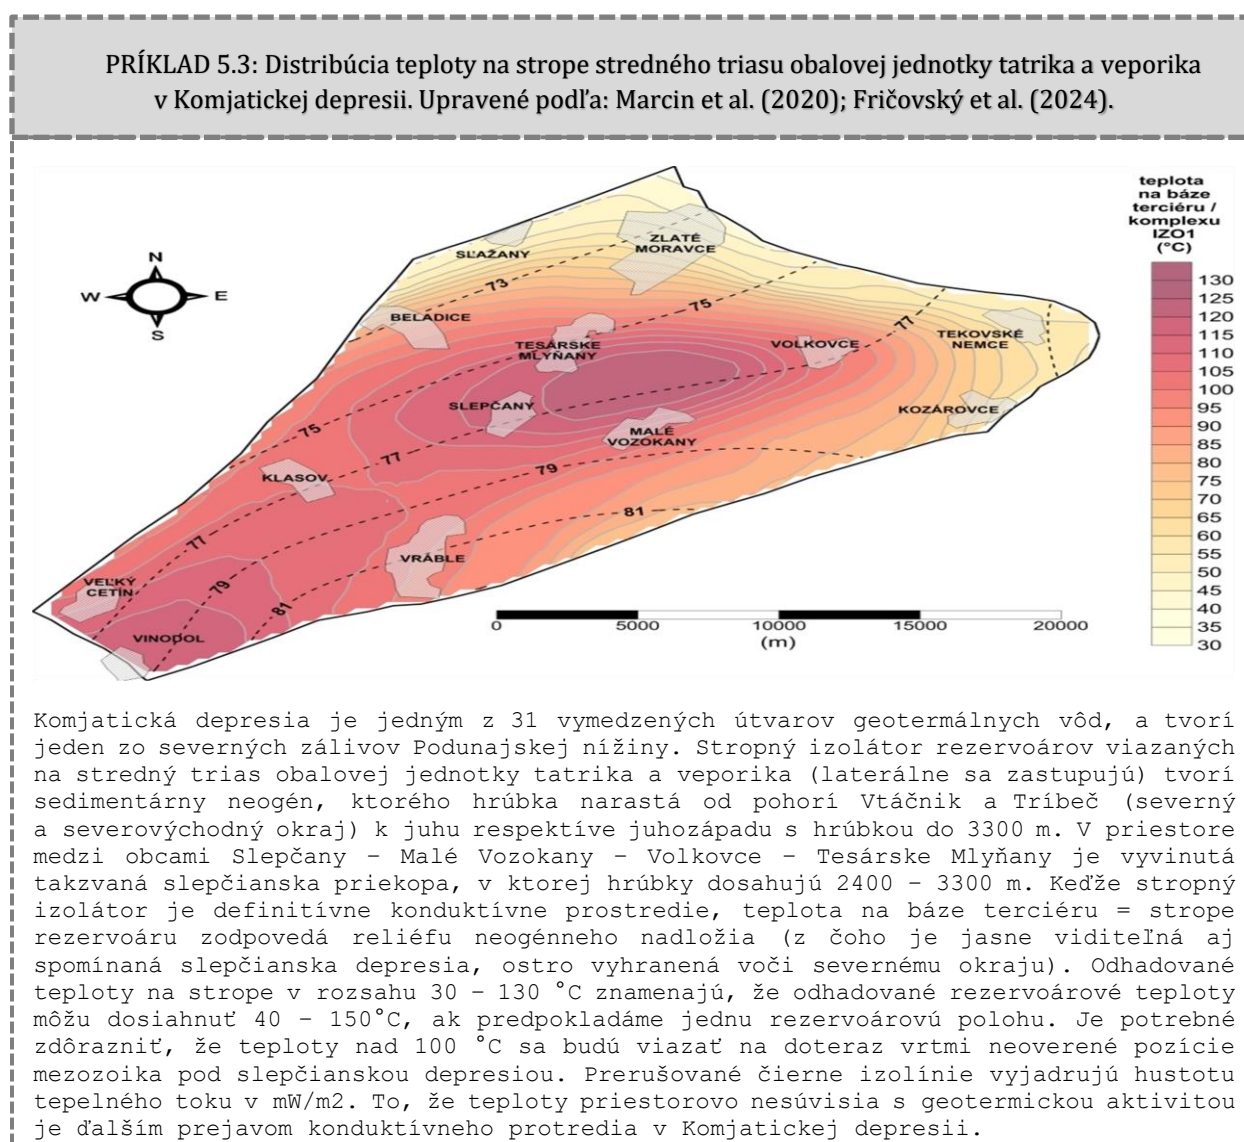 PRÍKLAD 5.3: Distribúcia teploty na strope stredného triasu obalovej jednotky tatrika a veporika
v Komjatickej depresii. Upravené podľa: Marcin et al. (2020); Fričovský et al. (2024).
teplota
na báze
terciéru /
komplexu
IZO1
(°C)
130
125
120
115
110
105
100
95
90
85
80
75
70
65
60
55
50
45
40
35
30
N
W
E
S
SĽAŽANY
ZLATÉ
MORAVCE
73
75
77
BELADICE
TESÁRSKE
MLYŇANY
VOLKOVCE
TEKOVSKÉ
NEMCE
SLEPČANY
KOZÁROVCE
MALÉ
VOZOKANY
75
77
79
KLASOV
81
77
VRÁBLE
79
81
VEĽKÝ
CETÍN
VINODOL
0
5000
10000
15000
20000
(m)
Komjatická depresia je jedným z 31 vymedzených útvarov geotermálnych vôd, a tvorí
jeden zo severných zálivov Podunajskej nížiny. Stropný izolátor rezervoárov viazaných
na stredný trias obalovej jednotky tatrika a veporika (laterálne sa zastupujú) tvorí
sedimentárny neogén, ktorého hrúbka narastá od pohorí Vtáčnik a Tríbeč (severný
a severovýchodný okraj) k juhu respektíve juhozápadu s hrúbkou do 3300 m. V priestore
medzi obcami Slepčany – Malé Vozokany – Volkovce – Tesárske Mlyňany je vyvinutá
takzvaná slepčianska priekopa, v ktorej hrúbky dosahujú 2400 – 3300 m. Keďže stropný
izolátor je definitívne konduktívne prostredie, teplota na báze terciéru = strope
rezervoáru zodpovedá reliéfu neogénneho nadložia (z čoho je jasne viditeľná aj
spomínaná slepčianska depresia, ostro vyhranená voči severnému okraju). Odhadované
teploty na strope v rozsahu 30 – 130 °C znamenajú, že odhadované rezervoárové teploty
môžu dosiahnuť 40 – 150°C, ak predpokladáme jednu rezervoárovú polohu. Je potrebné
zdôrazniť, že teploty nad 100 °C sa budú viazať na doteraz vrtmi neoverené pozície
mezozoika pod slepčianskou depresiou. Prerušované čierne izolínie vyjadrujú hustotu
tepelného toku v mW/m2. To, že teploty priestorovo nesúvisia s geotermickou aktivitou
je ďalším prejavom konduktívneho protredia v Komjatickej depresii.